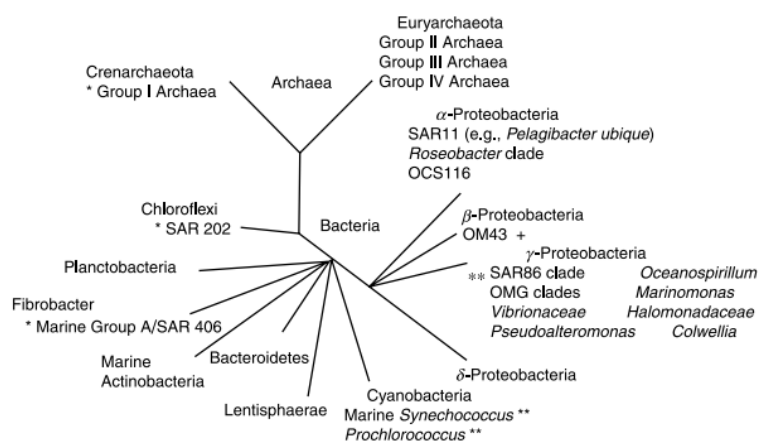 Euryarchaeota
Group II Archaea
Group III Archaea
Group IV Archaea
Crenarchaeota
* Group I Archaea
Archaea
α-Proteobacteria
SAR11 (e.g., Pelagibacter ubique)
Roseobacter clade
OCS116
Chloroflexi
* SAR 202
Bacteria
β-Proteobacteria
OM43 +
γ-Proteobacteria
** SAR86 clade Oceanospirillum
OMG clades Marinomonas
Vibrionaceae Halomonadaceae
Pseudoalteromonas Colwellia
Planctobacteria
Fibrobacter
* Marine Group A/SAR 406
Marine
Actinobacteria
Bacteroidetes
Lentisphaerae
δ-Proteobacteria
Cyanobacteria
Marine Synechococcus **
Prochlorococcus **